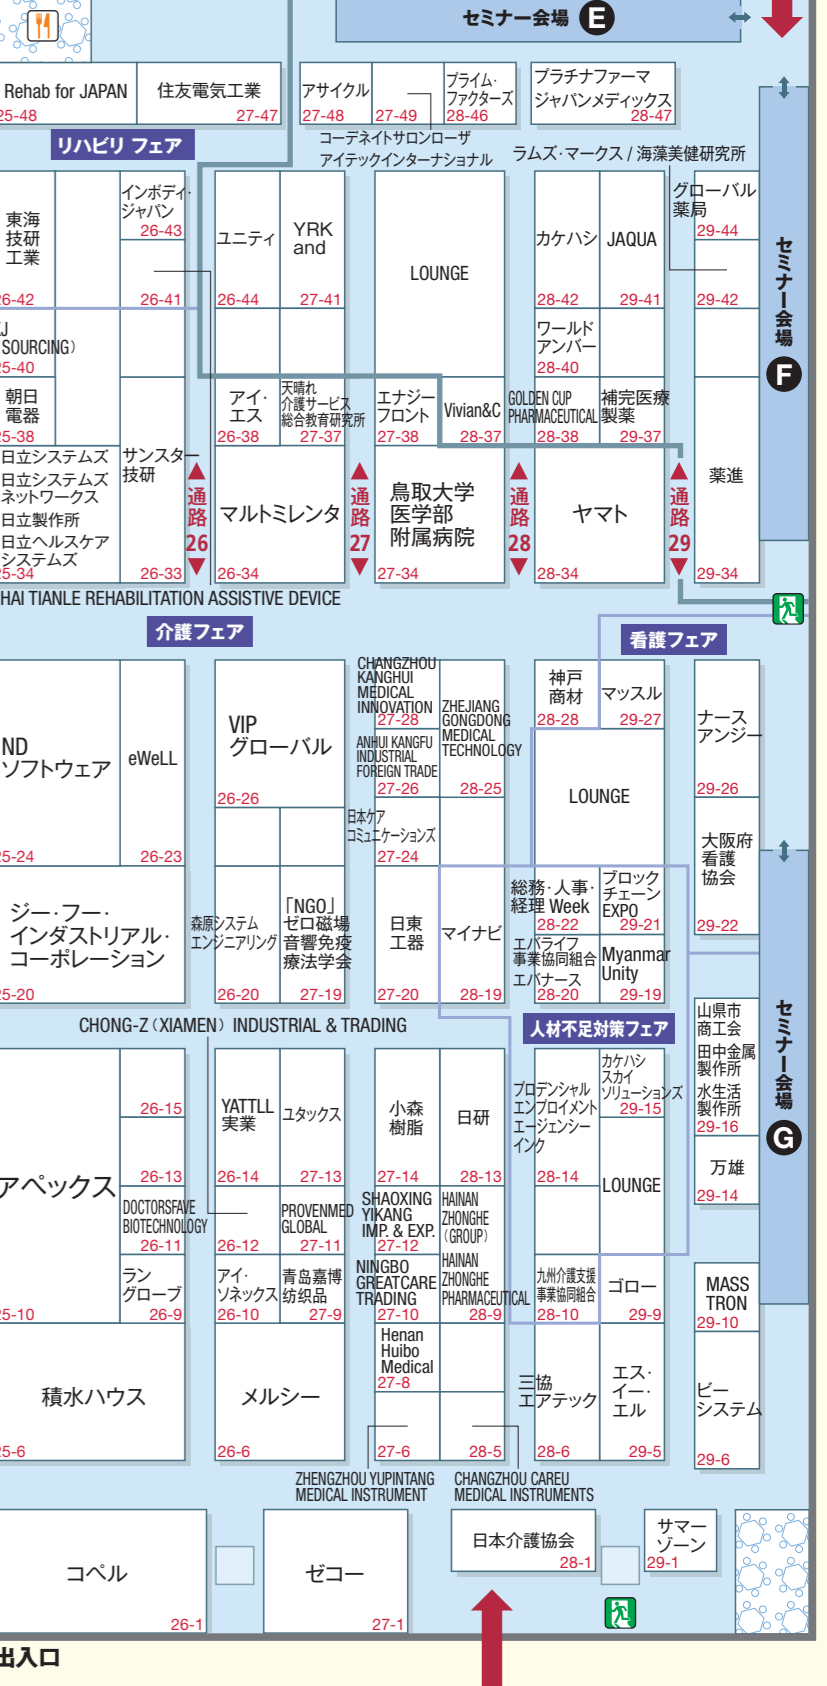 セミナー会場 E
Rehab for JAPAN
25-48
住友電気工業
27-47
アサイクル
27-48
27-49
プライム・
ファクターズ
28-46
プラチナファーマ
ジャパンメディックス
28-47
リハビリ フェア
コーデネイトサロンローザ
アイテックインターナショナル
ラムズ・マークス / 海藻美健研究所
東海
技研
工業
26-42
インボディ・
ジャパン
26-43
26-41
ユニティ
26-44
YRK
and
27-41
LOUNGE
カケハシ
28-42
JAQUA
29-41
グローバル
薬局
29-44
29-42
セミナー会場 F
SOURCING）
25-40
ワールド
アンバー
28-40
朝日
電器
25-38
アイ・
エス
26-38
天晴れ
介護サービス
総合教育研究所
27-37
エナジー
フロント
27-38
Vivian&C
28-37
GOLDEN CUP
PHARMACEUTICAL
28-38
補完医療
製薬
29-37
日立システムズ
日立システムズ
ネットワークス
日立製作所
日立ヘルスケア
システムズ
25-34
サンスター
技研
26-33
通路
26
マルトミレンタ
26-34
通路
27
鳥取大学
医学部
附属病院
27-34
通路
28
ヤマト
28-34
通路
29
薬進
29-34
HAI TIANLE REHABILITATION ASSISTIVE DEVICE
介護フェア
看護フェア
ND
ソフトウェア
25-24
eWeLL
26-23
VIP
グローバル
26-26
CHANGZHOU
KANGHUI
MEDICAL
INNOVATION
27-28
ANHUI KANGFU
INDUSTRIAL
FOREIGN TRADE
27-26
ZHEJIANG
GONGDONG
MEDICAL
TECHNOLOGY
28-25
神戸
商材
28-28
マッスル
29-27
LOUNGE
ナース
アンジー
29-26
日本ケア
コミュニケーションズ
27-24
大阪府
看護
協会
29-22
ジー・フー・
インダストリアル・
コーポレーション
25-20
森原システム
エンジニアリング
26-20
「NGO」
ゼロ磁場
音響免疫
療法学会
27-19
日東
工器
27-20
マイナビ
28-19
総務・人事・
経理 Week
28-22
ブロック
チェーン
EXPO
29-21
エバライフ
事業協同組合
エバナース
28-20
Myanmar
Unity
29-19
CHONG-Z（XIAMEN）INDUSTRIAL & TRADING
人材不足対策フェア
山県市
商工会
田中金属
製作所
水生活
製作所
29-16
セミナー会場 G
アペックス
25-10
26-15
26-13
DOCTORSFAVE
BIOTECHNOLOGY
26-11
ラン
グローブ
26-9
YATTLL
実業
26-14
ユタックス
27-13
小森
樹脂
27-14
日研
28-13
プロデンシャル
エンプロイメント
エージェンシー
インク
28-14
カケハシ
スカイ
ソリューションズ
29-15
LOUNGE
万雄
29-14
26-12
PROVENMED
GLOBAL
27-11
SHAOXING
YIKANG
IMP. & EXP.
27-12
HAINAN
ZHONGHE
（GROUP）
HAINAN
ZHONGHE
PHARMACEUTICAL
28-9
アイ・
ソネックス
26-10
青岛嘉博
纺织品
27-9
NINGBO
GREATCARE
TRADING
27-10
九州介護支援
事業協同組合
28-10
ゴロー
29-9
MASS
TRON
29-10
積水ハウス
25-6
メルシー
26-6
Henan
Huibo
Medical
27-8
27-6
28-5
三協
エアテック
28-6
エス・
イー・
エル
29-5
ビー
システム
29-6
ZHENGZHOU YUPINTANG
MEDICAL INSTRUMENT
CHANGZHOU CAREU
MEDICAL INSTRUMENTS
コペル
26-1
ゼコー
27-1
日本介護協会
28-1
サマー
ゾーン
29-1
出入口